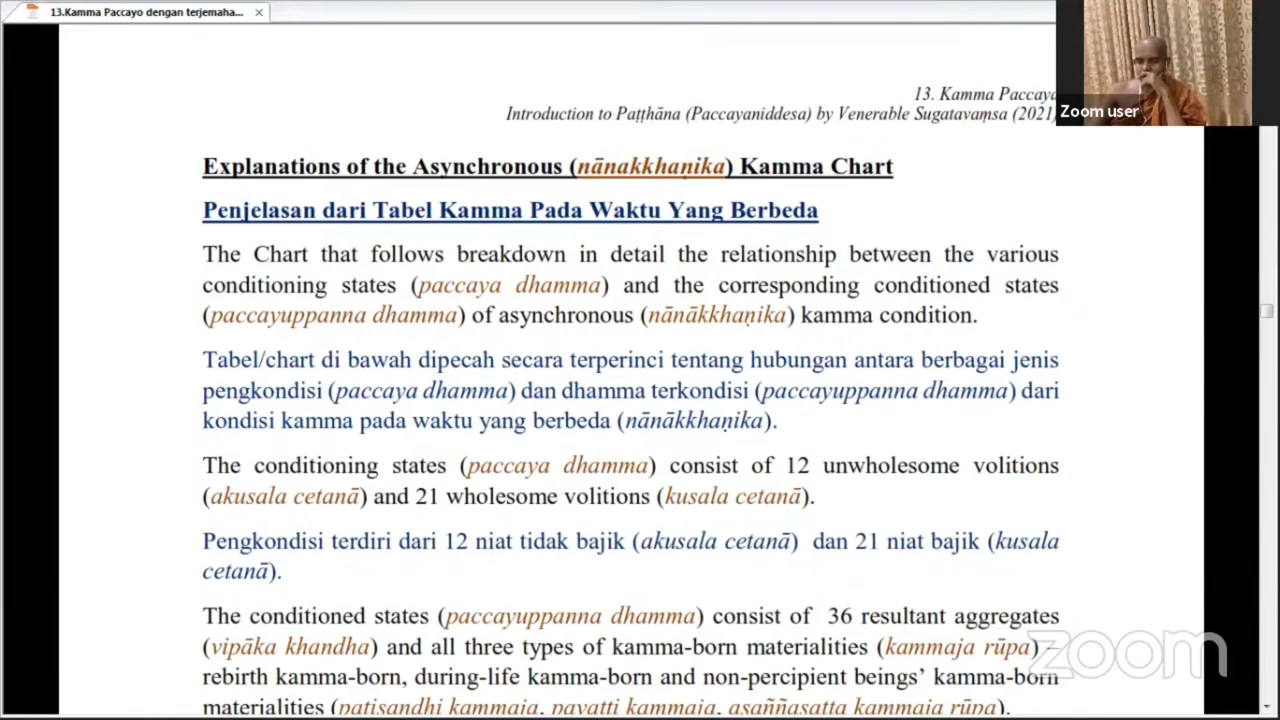 13.Kamma Paccayo dengan terjemaha...
13. Kamma Paccaya
Introduction to Paṭṭhāna (Paccayaniddesa) by Venerable Sugatavaṃsa (2021)
Zoom user
Explanations of the Asynchronous (nānakkhaṇika) Kamma Chart
Penjelasan dari Tabel Kamma Pada Waktu Yang Berbeda
The Chart that follows breakdown in detail the relationship between the various
conditioning states (paccaya dhamma) and the corresponding conditioned states
(paccayuppanna dhamma) of asynchronous (nānākkhaṇika) kamma condition.
Tabel/chart di bawah dipecah secara terperinci tentang hubungan antara berbagai jenis
pengkondisi (paccaya dhamma) dan dhamma terkondisi (paccayuppanna dhamma) dari
kondisi kamma pada waktu yang berbeda (nānākkhaṇika).
The conditioning states (paccaya dhamma) consist of 12 unwholesome volitions
(akusala cetanā) and 21 wholesome volitions (kusala cetanā).
Pengkondisi terdiri dari 12 niat tidak bajik (akusala cetanā) dan 21 niat bajik (kusala
cetanā).
The conditioned states (paccayuppanna dhamma) consist of 36 resultant aggregates
(vipāka khandha) and all three types of kamma-born materialities (kammaja rūpa) –
rebirth kamma-born, during-life kamma-born and non-percipient beings' kamma-born
materialities (patisandhi kammaja, pavatti kammaja, asaññasatta kammaja rūpa).
zoom